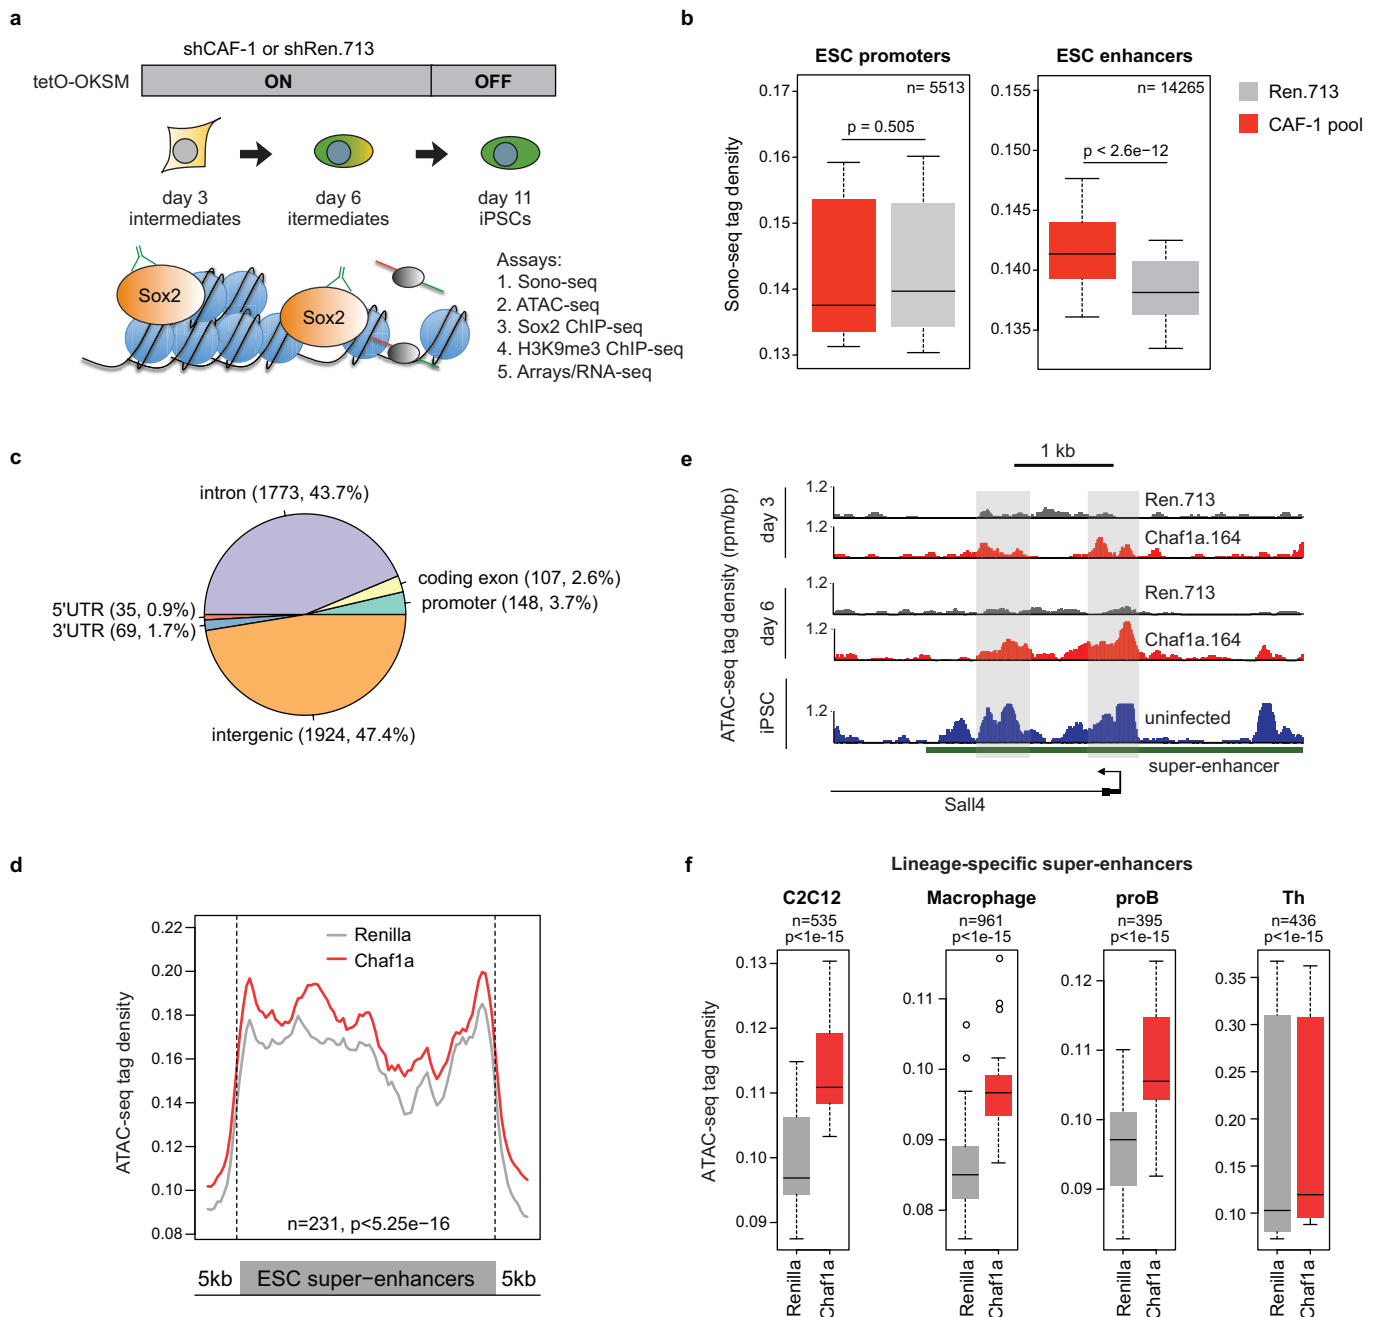 a
shCAF-1 or shRen.713
tetO-OKSM
ON
OFF
day 3
intermediates
day 6
itermediates
day 11
iPSCs
Sox2
Sox2
Assays:
1. Sono-seq
2. ATAC-seq
3. Sox2 ChIP-seq
4. H3K9me3 ChIP-seq
5. Arrays/RNA-seq
b
ESC promoters
ESC enhancers
Sono-seq tag density
0.17
0.16
0.15
0.14
0.13
n= 5513
p = 0.505
0.155
0.150
0.145
0.140
0.135
n= 14265
p < 2.6e−12
Ren.713
CAF-1 pool
c
intron (1773, 43.7%)
coding exon (107, 2.6%)
promoter (148, 3.7%)
5'UTR (35, 0.9%)
3'UTR (69, 1.7%)
intergenic (1924, 47.4%)
e
1 kb
ATAC-seq tag density (rpm/bp)
day 3
1.2
Ren.713
1.2
Chaf1a.164
day 6
1.2
Ren.713
1.2
Chaf1a.164
iPSC
1.2
uninfected
super-enhancer
Sall4
d
ATAC-seq tag density
0.22
0.20
0.18
0.16
0.14
0.12
0.10
0.08
Renilla
Chaf1a
n=231, p<5.25e−16
5kb
ESC super−enhancers
5kb
f
Lineage-specific super-enhancers
ATAC-seq tag density
C2C12
n=535
p<1e-15
0.13
0.12
0.11
0.10
0.09
Renilla
Chaf1a
Macrophage
n=961
p<1e-15
0.11
0.10
0.09
0.08
Renilla
Chaf1a
proB
n=395
p<1e-15
0.12
0.11
0.10
0.09
Renilla
Chaf1a
Th
n=436
p<1e-15
0.35
0.30
0.25
0.20
0.15
0.10
Renilla
Chaf1a